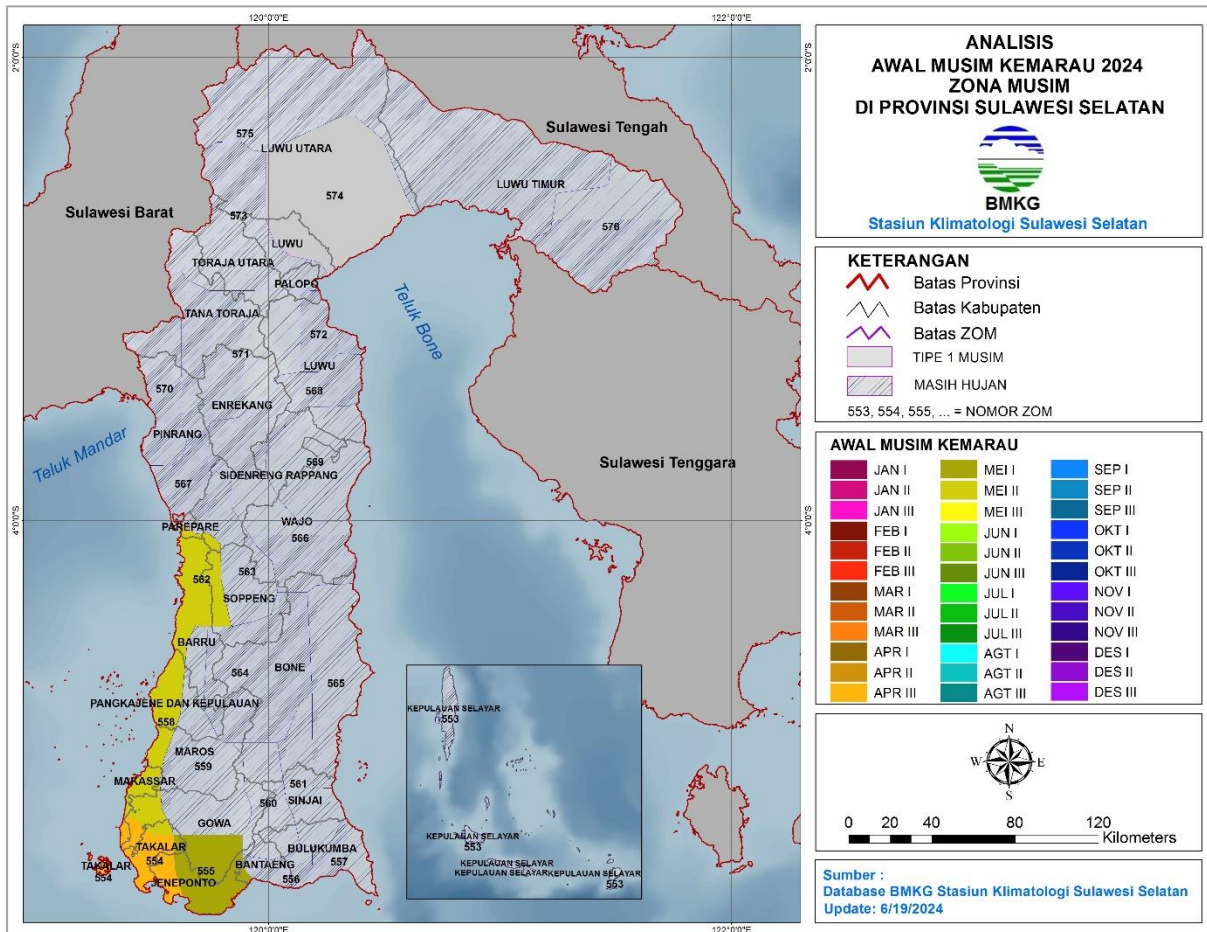 120°0'0"E
122°0'0"E
2°0'0"S
2°0'0"S
4°0'0"S
4°0'0"S
120°0'0"E
122°0'0"E
Sulawesi Tengah
Sulawesi Barat
Sulawesi Tenggara
Teluk Bone
Teluk Mandar
575
LUWU UTARA
574
LUWU TIMUR
576
573
LUWU
TORAJA UTARA
PALOPO
TANA TORAJA
572
571
LUWU
570
568
ENREKANG
PINRANG
569
SIDENRENG RAPPANG
567
WAJO
PAREPARE
566
563
562
SOPPENG
BARRU
BONE
564
565
PANGKAJENE DAN KEPULAUAN
558
MAROS
559
MAKASSAR
561
560
SINJAI
GOWA
TAKALAR
554
BULUKUMBA
557
TAKALAR
554
555
BANTAENG
556
JENEPONTO
KEPULAUAN SELAYAR
553
KEPULAUAN SELAYAR
553
KEPULAUAN SELAYAR
KEPULAUAN SELAYAR
KEPULAUAN SELAYAR
553
ANALISIS
AWAL MUSIM KEMARAU 2024
ZONA MUSIM
DI PROVINSI SULAWESI SELATAN
BMKG
Stasiun Klimatologi Sulawesi Selatan
KETERANGAN
Batas Provinsi
Batas Kabupaten
Batas ZOM
TIPE 1 MUSIM
MASIH HUJAN
553, 554, 555, ... = NOMOR ZOM
AWAL MUSIM KEMARAU
JAN I
JAN II
JAN III
FEB I
FEB II
FEB III
MAR I
MAR II
MAR III
APR I
APR II
APR III
MEI I
MEI II
MEI III
JUN I
JUN II
JUN III
JUL I
JUL II
JUL III
AGT I
AGT II
AGT III
SEP I
SEP II
SEP III
OKT I
OKT II
OKT III
NOV I
NOV II
NOV III
DES I
DES II
DES III
N
W E
S
0 20 40 80 120
Kilometers
Sumber :
Database BMKG Stasiun Klimatologi Sulawesi Selatan
Update: 6/19/2024